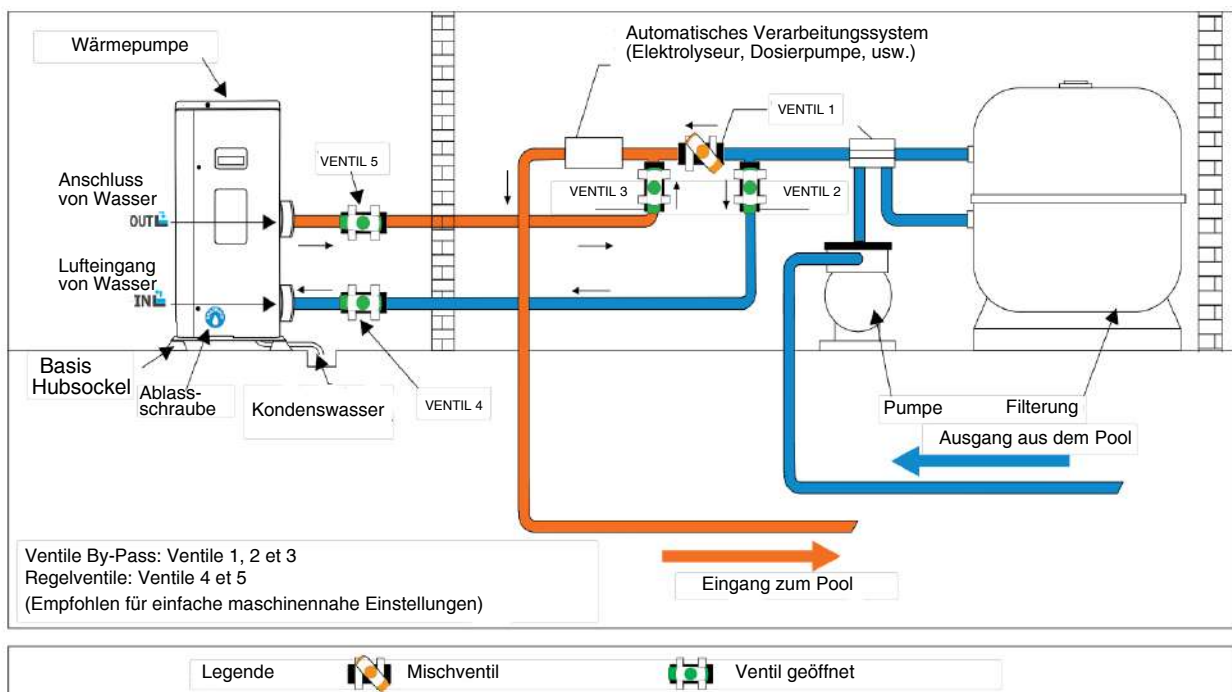 Wärmepumpe
Automatisches Verarbeitungssystem
(Elektrolyseur, Dosierpumpe, usw.)
VENTIL 1
VENTIL 5
VENTIL 3
VENTIL 2
Anschluss
von Wasser
OUT
Lufteingang
von Wasser
IN
Basis
Hubsockel
Ablass-
schraube
Kondenswasser
VENTIL 4
Pumpe
Filterung
Ausgang aus dem Pool
Ventile By-Pass: Ventile 1, 2 et 3
Regelventile: Ventile 4 et 5
(Empfohlen für einfache maschinennahe Einstellungen)
Eingang zum Pool
Legende
Mischventil
Ventil geöffnet